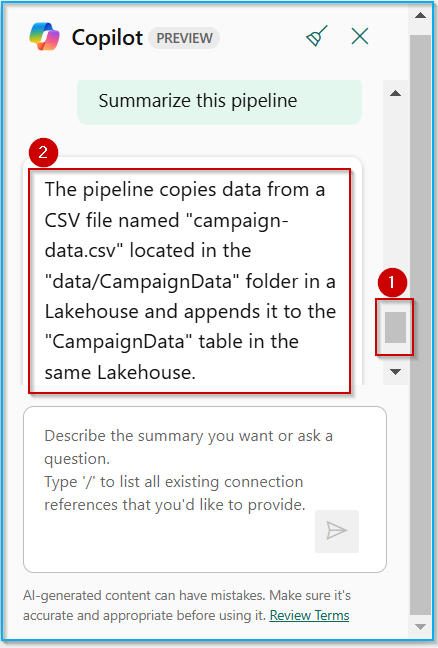 Copilot PREVIEW
Summarize this pipeline
2
The pipeline copies data from a
CSV file named "campaign-
data.csv" located in the
"data/CampaignData" folder in a
Lakehouse and appends it to the
"CampaignData" table in the
same Lakehouse.
1
Describe the summary you want or ask a
question.
Type '/' to list all existing connection
references that you'd like to provide.
AI-generated content can have mistakes. Make sure it's
accurate and appropriate before using it. Review Terms